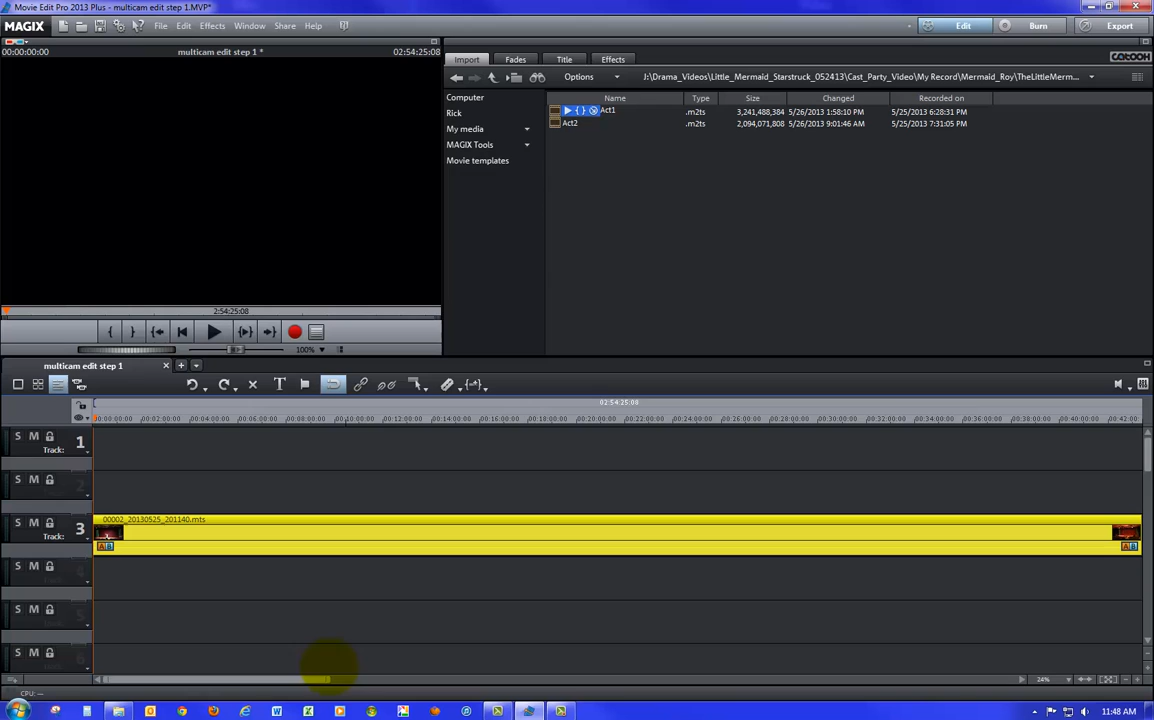 Movie Edit Pro 2013 Plus - multicam edit step 1.MVP*
MAGIX File Edit Effects Window Share Help Edit Burn Export
00:00:00:00 multicam edit step 1 * 02:54:25:08
Import Fades Title Effects CATOOH
Options J:\Drama_Videos\Little_Mermaid_Starstruck_052413\Cast_Party_Video\My Record\Mermaid_Roy\TheLittleMerm...
Computer
Rick
My media
MAGIX Tools
Movie templates
Name Type Size Changed Recorded on
Act1 .m2ts 3,241,488,384 5/26/2013 1:58:10 PM 5/25/2013 6:28:31 PM
Act2 .m2ts 2,094,071,808 5/26/2013 9:01:46 AM 5/25/2013 7:31:05 PM
2:54:25:08
100%
multicam edit step 1
02:54:25:08
00:00:00:00 00:02:00:00 00:04:00:00 00:06:00:00 00:08:00:00 00:10:00:00 00:12:00:00 00:14:00:00 00:16:00:00 00:18:00:00 00:20:00:00 00:22:00:00 00:24:00:00 00:26:00:00 00:28:00:00 00:30:00:00 00:32:00:00 00:34:00:00 00:36:00:00 00:38:00:00 00:40:00:00 00:42:00
S M 1
Track:
S M 2
S M 3
Track:
00002_20130525_201140.mts
A B A B
S M 4
S M 5
S M 6
24%
CPU: ---
11:48 AM